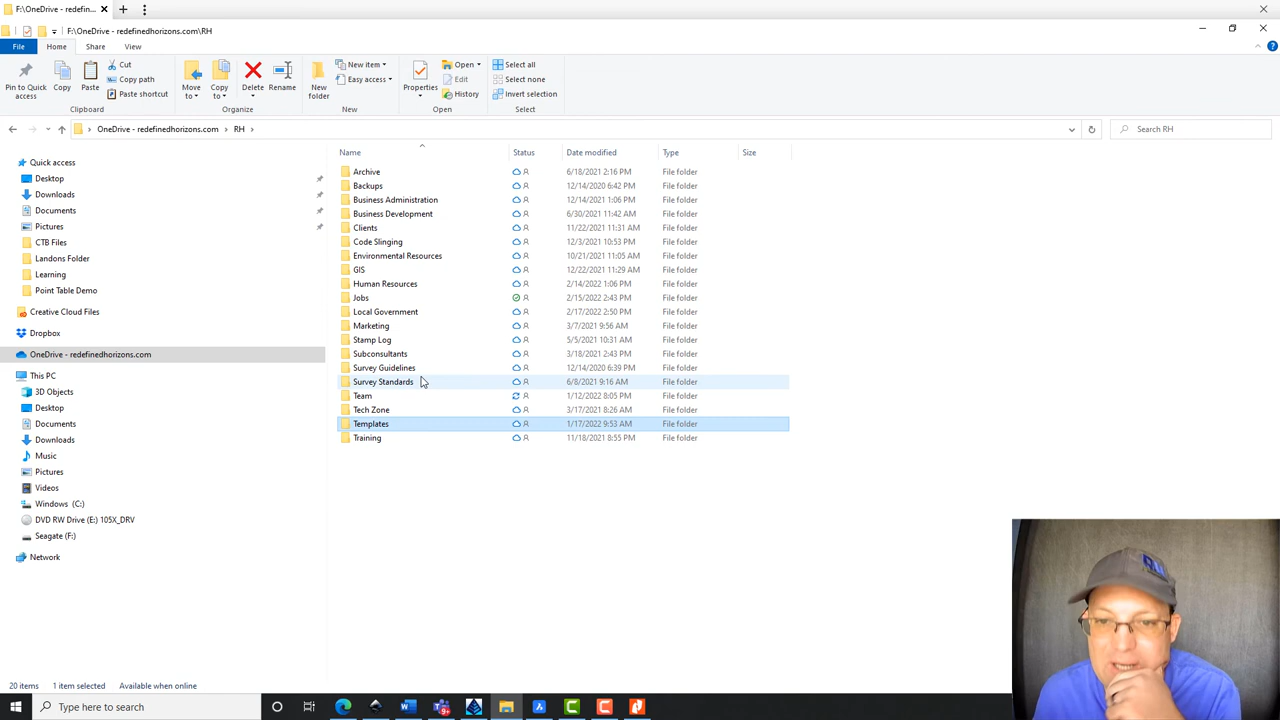 F:\OneDrive - redefin...
F:\OneDrive - redefinedhorizons.com\RH
File Home Share View
Pin to Quick access
Copy
Paste
Cut
Copy path
Paste shortcut
Clipboard
Move to
Copy to
Delete
Rename
Organize
New folder
New item
Easy access
New
Properties
Open
Edit
History
Open
Select all
Select none
Invert selection
Select
OneDrive - redefinedhorizons.com RH
Search RH
Quick access
Desktop
Downloads
Documents
Pictures
CTB Files
Landons Folder
Learning
Point Table Demo
Creative Cloud Files
Dropbox
OneDrive - redefinedhorizons.com
This PC
3D Objects
Desktop
Documents
Downloads
Music
Pictures
Videos
Windows (C:)
DVD RW Drive (E:) 105X_DRV
Seagate (F:)
Network
Name Status Date modified Type Size
Archive 6/18/2021 2:16 PM File folder
Backups 12/14/2020 6:42 PM File folder
Business Administration 12/14/2021 1:06 PM File folder
Business Development 6/30/2021 11:42 AM File folder
Clients 11/22/2021 11:31 AM File folder
Code Slinging 12/3/2021 10:53 PM File folder
Environmental Resources 10/21/2021 11:05 AM File folder
GIS 12/22/2021 11:29 AM File folder
Human Resources 2/14/2022 1:06 PM File folder
Jobs 2/15/2022 2:43 PM File folder
Local Government 2/17/2022 2:50 PM File folder
Marketing 3/7/2021 9:56 AM File folder
Stamp Log 5/5/2021 10:31 AM File folder
Subconsultants 3/18/2021 2:43 PM File folder
Survey Guidelines 12/14/2020 6:39 PM File folder
Survey Standards 6/8/2021 9:16 AM File folder
Team 1/12/2022 8:05 PM File folder
Tech Zone 3/17/2021 8:26 AM File folder
Templates 1/17/2022 9:53 AM File folder
Training 11/18/2021 8:55 PM File folder
20 items 1 item selected Available when online
Type here to search